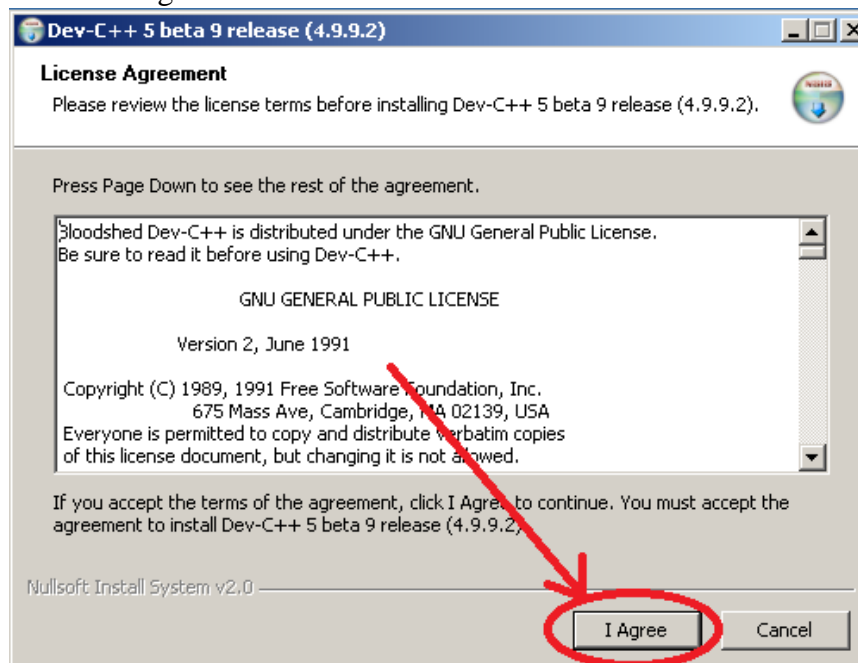 Dev-C++ 5 beta 9 release (4.9.9.2)
License Agreement
Please review the license terms before installing Dev-C++ 5 beta 9 release (4.9.9.2).
Press Page Down to see the rest of the agreement.
Bloodshed Dev-C++ is distributed under the GNU General Public License.
Be sure to read it before using Dev-C++.
GNU GENERAL PUBLIC LICENSE
Version 2, June 1991
Copyright (C) 1989, 1991 Free Software Foundation, Inc.
675 Mass Ave, Cambridge, MA 02139, USA
Everyone is permitted to copy and distribute verbatim copies
of this license document, but changing it is not allowed.
If you accept the terms of the agreement, click I Agree to continue. You must accept the
agreement to install Dev-C++ 5 beta 9 release (4.9.9.2).
Nullsoft Install System v2.0
I Agree
Cancel